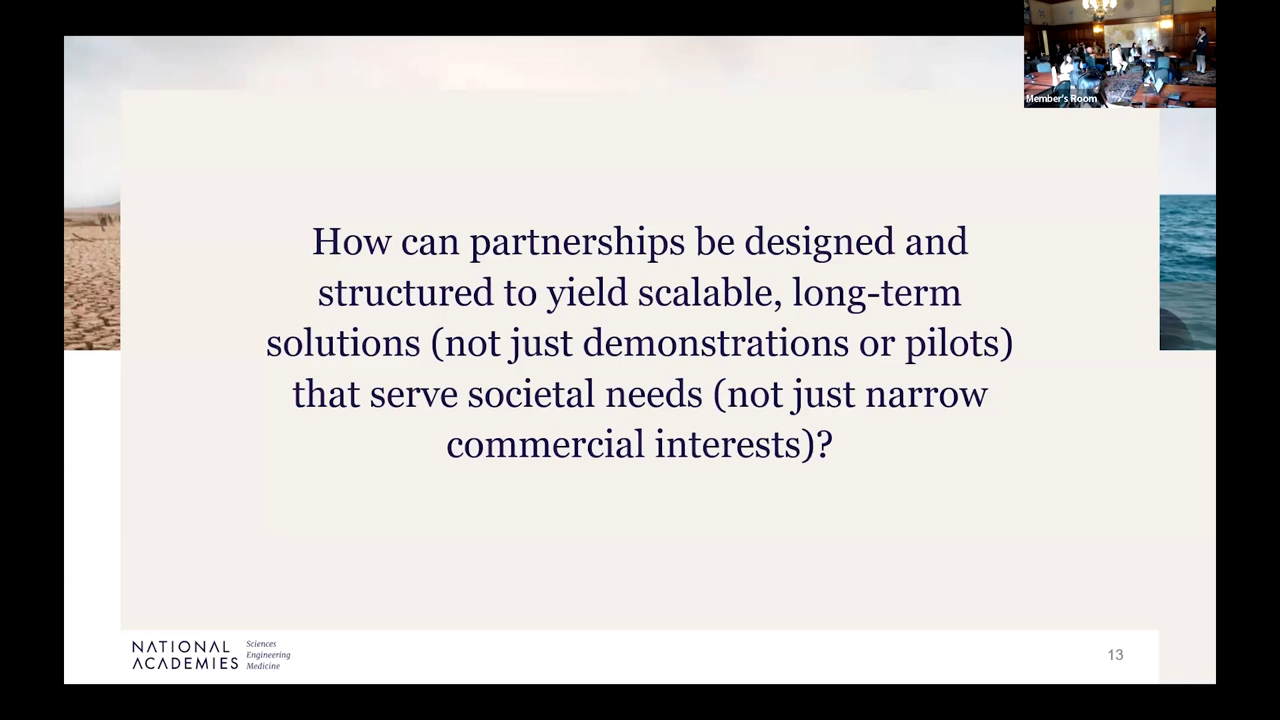 Member's Room
How can partnerships be designed and
structured to yield scalable, long-term
solutions (not just demonstrations or pilots)
that serve societal needs (not just narrow
commercial interests)?
NATIONAL
ACADEMIES
Sciences
Engineering
Medicine
13